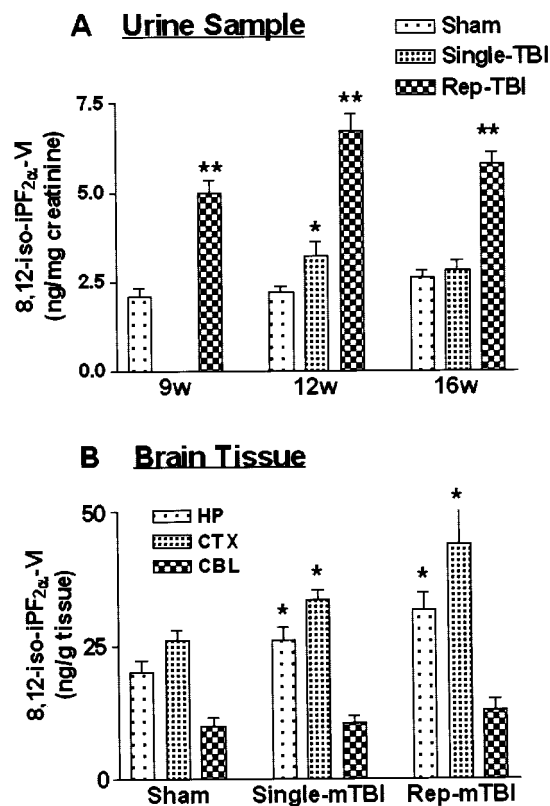 A Urine Sample
Sham
Single-TBI
Rep-TBI
8,12-iso-iPF2α-VI
(ng/mg creatinine)
7.5
5.0
2.5
0.0
**
*
**
**
9w
12w
16w
B Brain Tissue
HP
CTX
CBL
8,12-iso-iPF2α-VI
(ng/g tissue)
50
25
0
*
*
*
*
Sham
Single-mTBI
Rep-mTBI